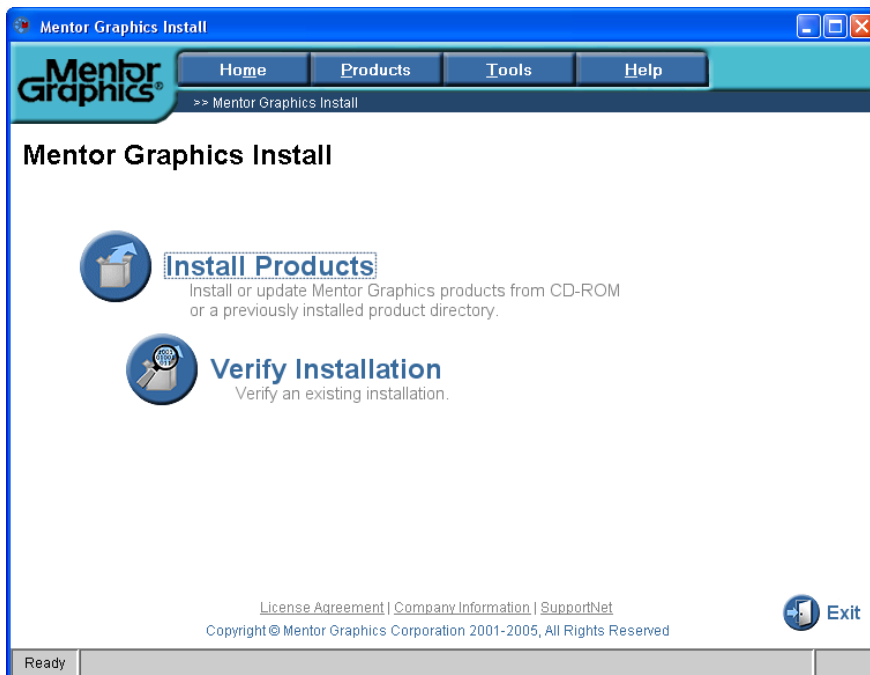 Mentor Graphics Install
Mentor
Graphics®
Home
Products
Tools
Help
>> Mentor Graphics Install
Mentor Graphics Install
Install Products
Install or update Mentor Graphics products from CD-ROM
or a previously installed product directory.
Verify Installation
Verify an existing installation.
License Agreement | Company Information | SupportNet
Exit
Copyright © Mentor Graphics Corporation 2001-2005, All Rights Reserved
Ready